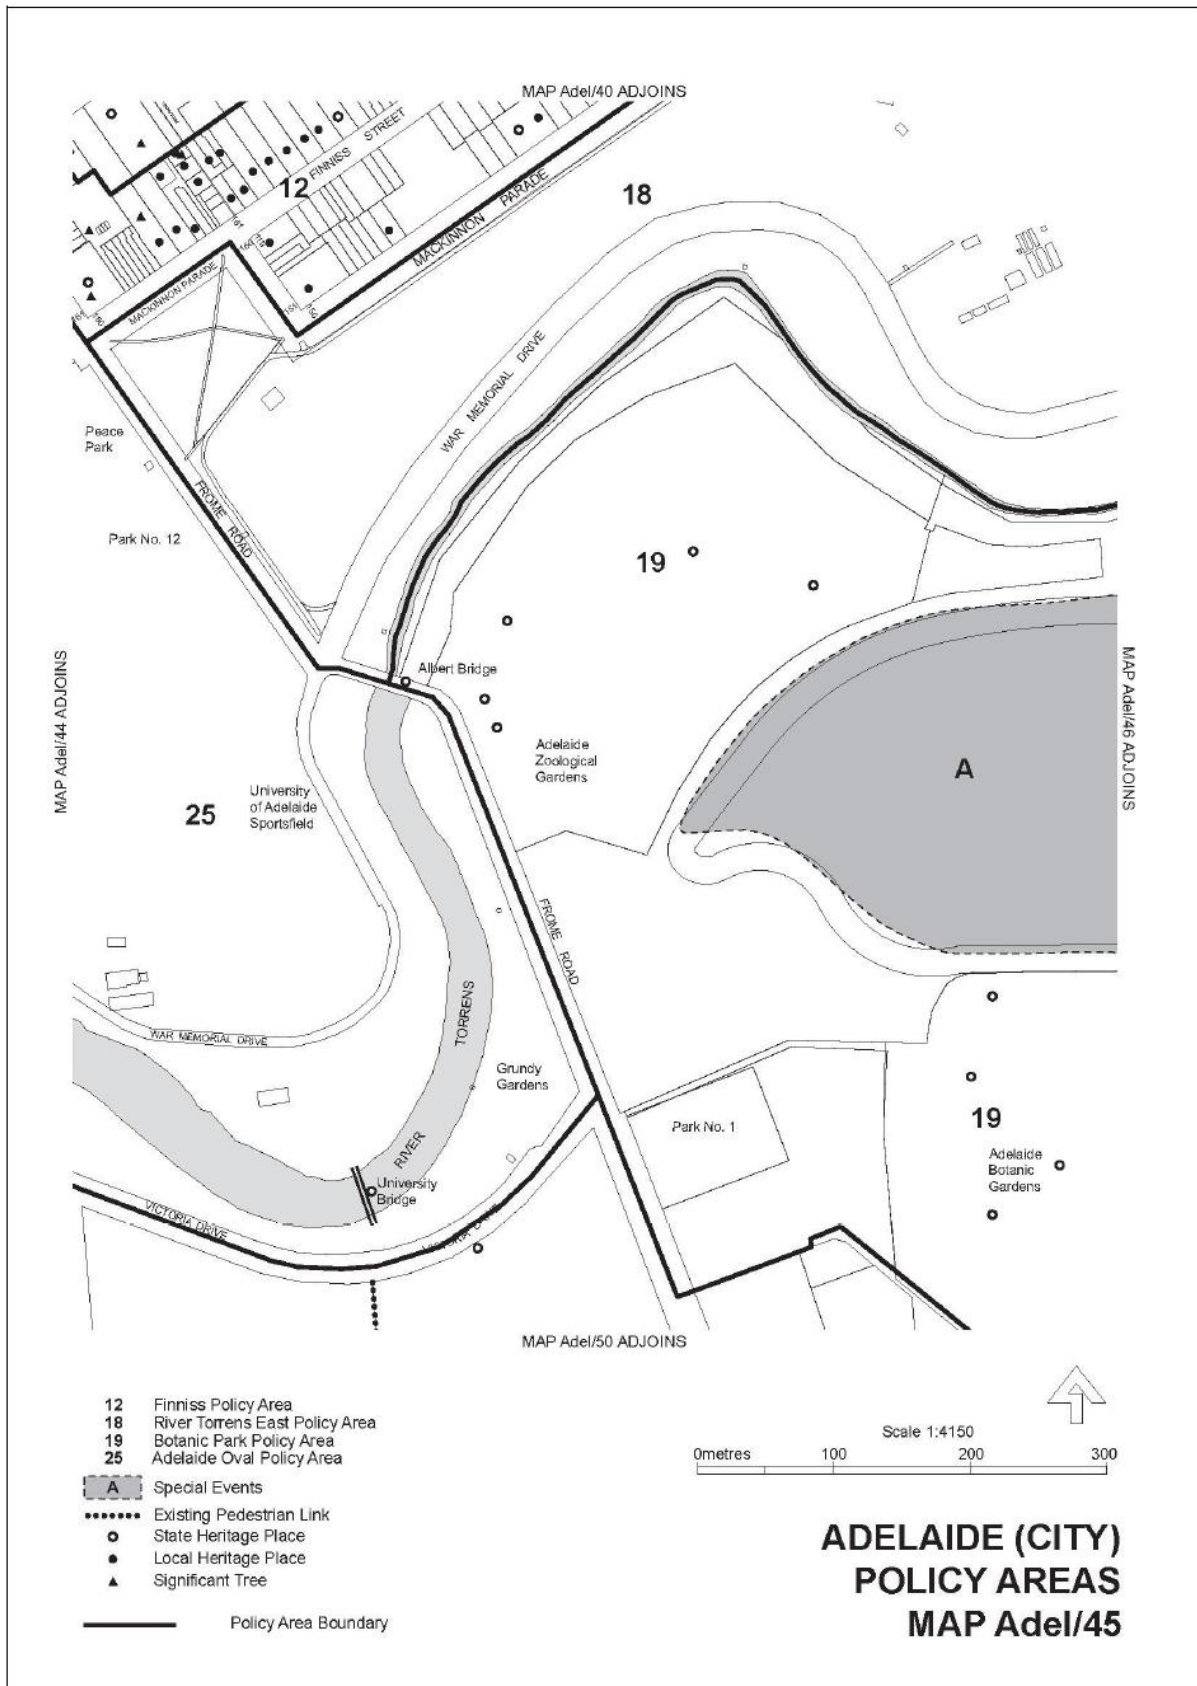 MAP Adel/40 ADJOINS
FINNISS STREET
12
18
MACKINNON PARADE
MACKINNON PARADE
WAR MEMORIAL DRIVE
Peace
Park
FROME ROAD
Park No. 12
19
Albert Bridge
MAP Adel/44 ADJOINS
MAP Adel/46 ADJOINS
Adelaide
Zoological
Gardens
A
University
of Adelaide
Sportsfield
25
FROME ROAD
TORRENS
WAR MEMORIAL DRIVE
Grundy
Gardens
Park No. 1
19
RIVER
Adelaide
Botanic
Gardens
University
Bridge
VICTORIA DRIVE
VICTORIA DRIVE
MAP Adel/50 ADJOINS
12 Finniss Policy Area
18 River Torrens East Policy Area
19 Botanic Park Policy Area
25 Adelaide Oval Policy Area
A Special Events
Existing Pedestrian Link
State Heritage Place
Local Heritage Place
Significant Tree
Policy Area Boundary
Scale 1:4150
0metres 100 200 300
ADELAIDE (CITY)
POLICY AREAS
MAP Adel/45